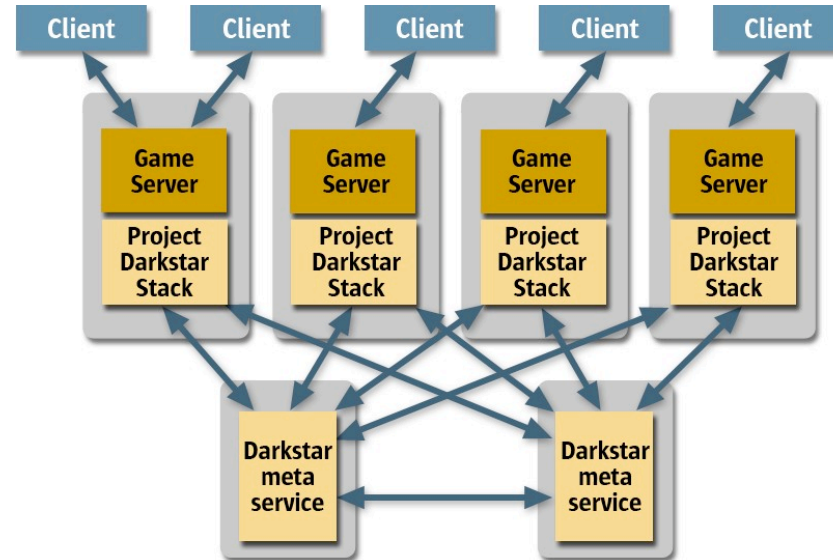 Client
Client
Client
Client
Client
Game
Server
Game
Server
Game
Server
Game
Server
Project
Darkstar
Stack
Project
Darkstar
Stack
Project
Darkstar
Stack
Project
Darkstar
Stack
Darkstar
meta
service
Darkstar
meta
service